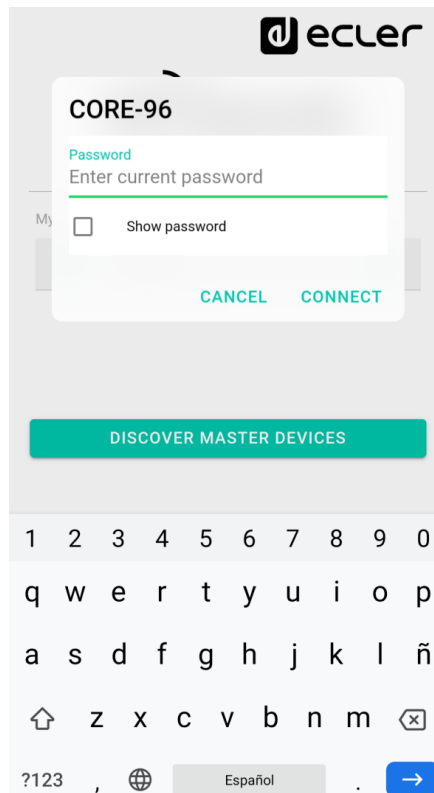 ecler
CORE-96
Password
Enter current password
My
Show password
CANCEL CONNECT
DISCOVER MASTER DEVICES
1 2 3 4 5 6 7 8 9 0
q w e r t y u i o p
a s d f g h j k l ñ
z x c v b n m
?123 , Español .